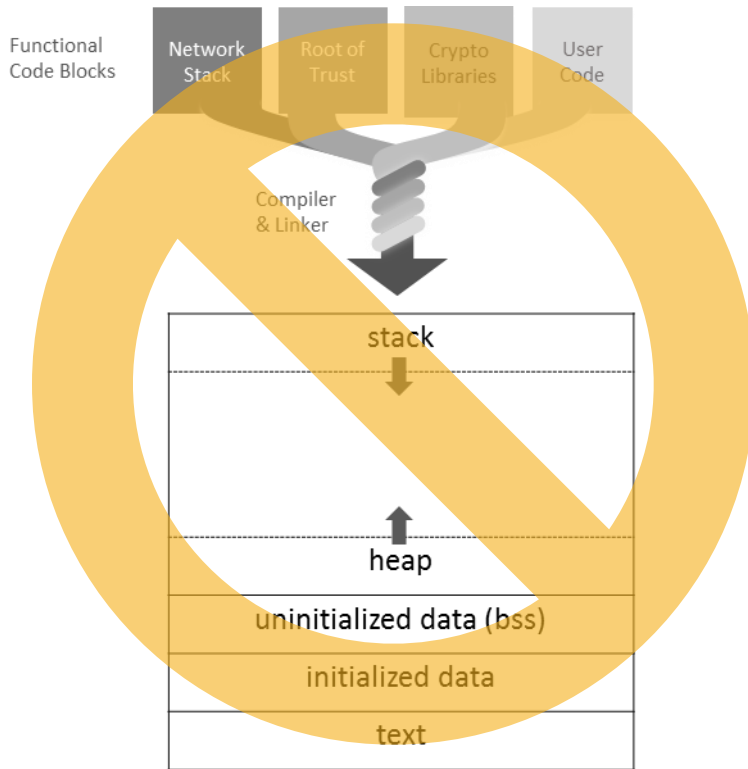 Functional
Code Blocks
Network
Stack
Root of
Trust
Crypto
Libraries
User
Code
Compiler
& Linker
stack
heap
uninitialized data (bss)
initialized data
text